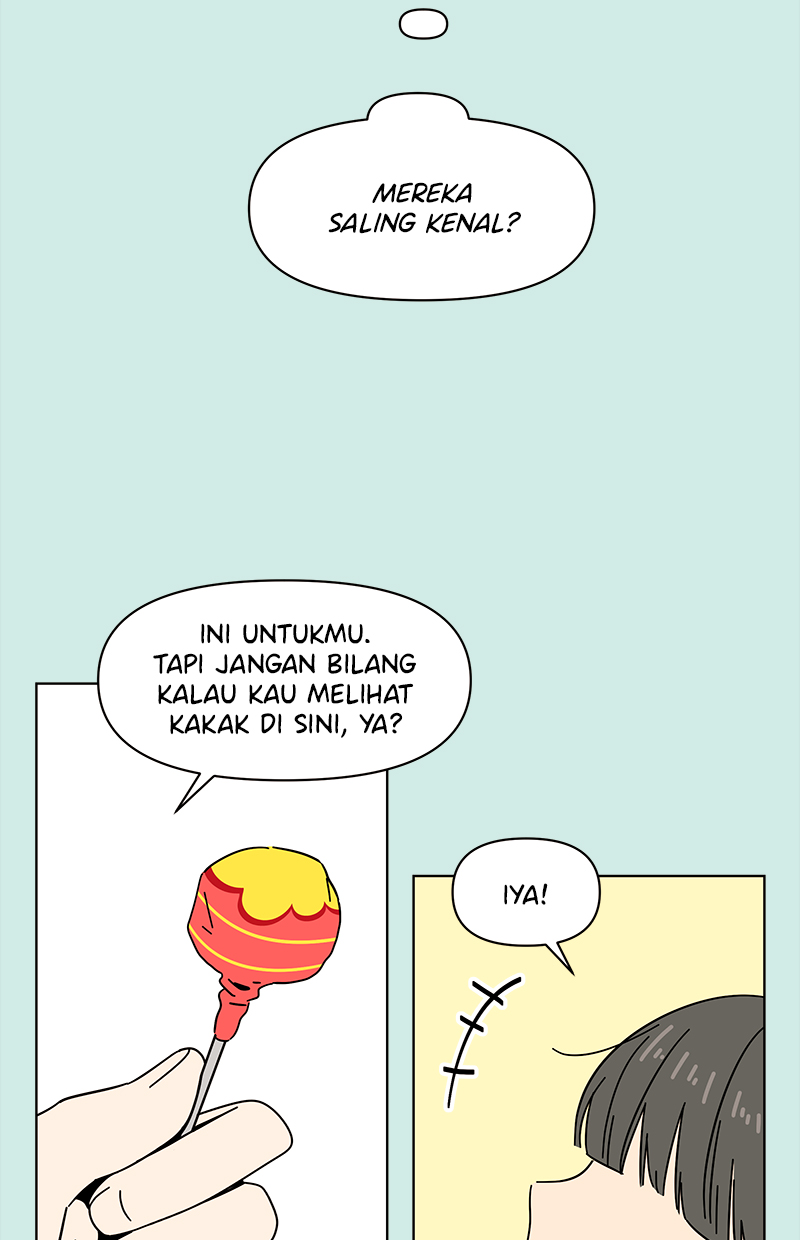 MEREKA
SALING KENAL?
INI UNTUKMU.
TAPI JANGAN BILANG
KALAU KAU MELIHAT
KAKAK DI SINI, YA?
IYA!